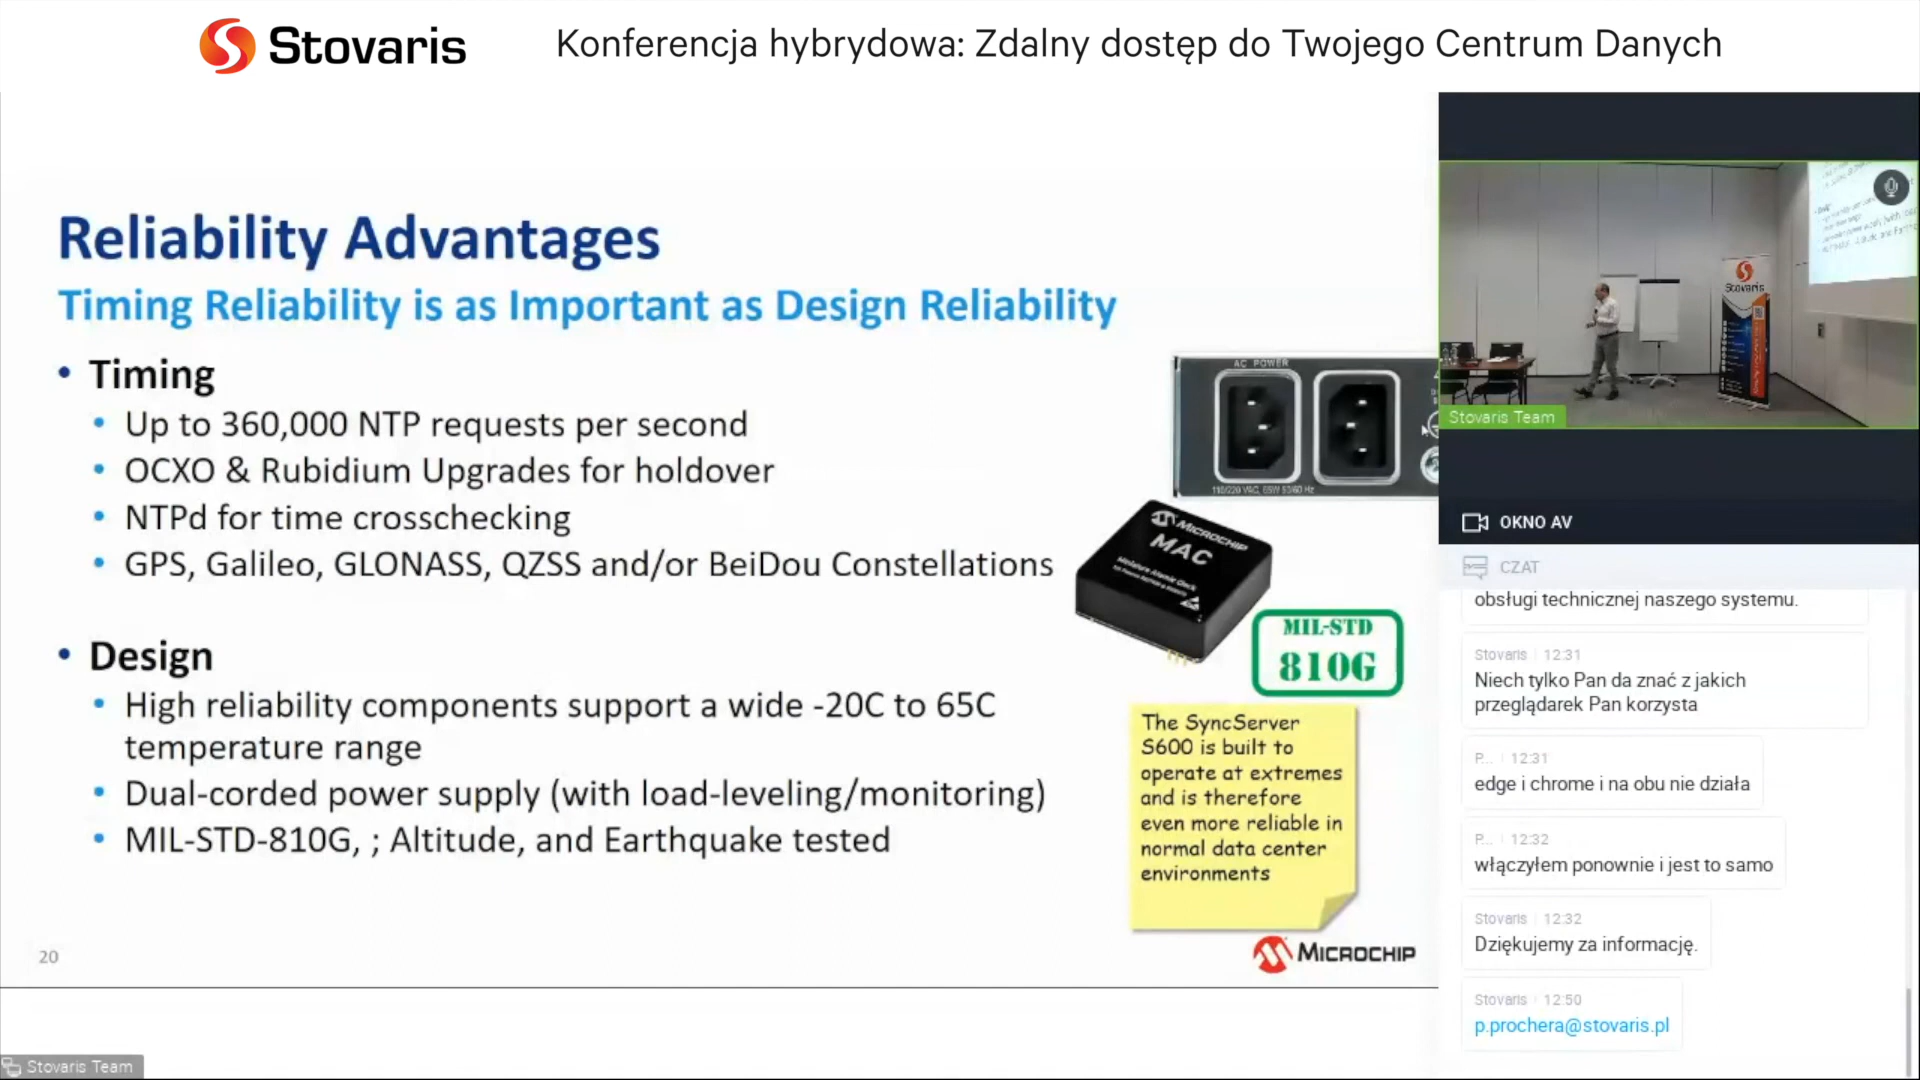 Stovaris
Konferencja hybrydowa: Zdalny dostęp do Twojego Centrum Danych
Reliability Advantages
Timing Reliability is as Important as Design Reliability
• Timing
• Up to 360,000 NTP requests per second
• OCXO & Rubidium Upgrades for holdover
• NTPd for time crosschecking
• GPS, Galileo, GLONASS, QZSS and/or BeiDou Constellations
• Design
• High reliability components support a wide -20C to 65C
temperature range
• Dual-corded power supply (with load-leveling/monitoring)
• MIL-STD-810G, ; Altitude, and Earthquake tested
AC POWER
MICROCHIP
MAC
Miniature Atomic Clock
MIL-STD
810G
The SyncServer
S600 is built to
operate at extremes
and is therefore
even more reliable in
normal data center
environments
20
MICROCHIP
Stovaris Team
Stovaris
Stovaris Team
OKNO AV
CZAT
obsługi technicznej naszego systemu.
Stovaris 12:31
Niech tylko Pan da znać z jakich
przeglądarek Pan korzysta
P... 12:31
edge i chrome i na obu nie działa
P... 12:32
włączyłem ponownie i jest to samo
Stovaris 12:32
Dziękujemy za informację.
Stovaris 12:50
p.prochera@stovaris.pl